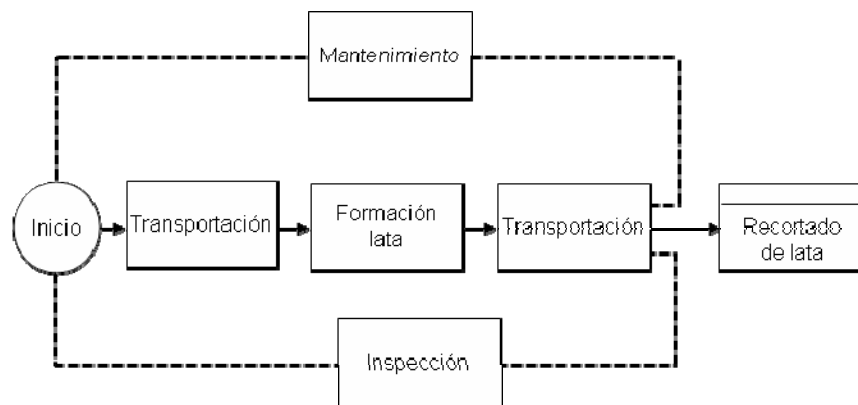 Mantenimiento
Inicio
Transportación
Formación
lata
Transportación
Recortado
de lata
Inspección